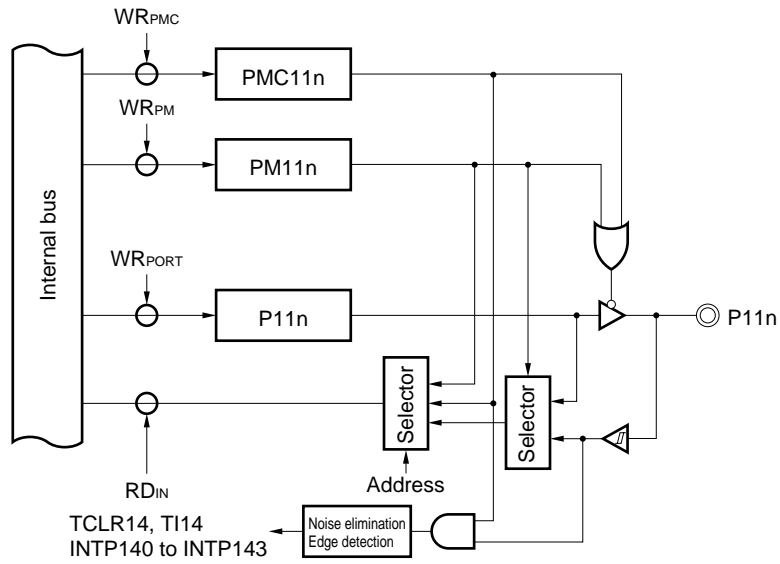 WRPMC
PMC11n
WRPM
PM11n
Internal bus
WRPORT
P11n
P11n
Selector
Selector
Address
RDIN
TCLR14, TI14
INTP140 to INTP143
Noise elimination
Edge detection